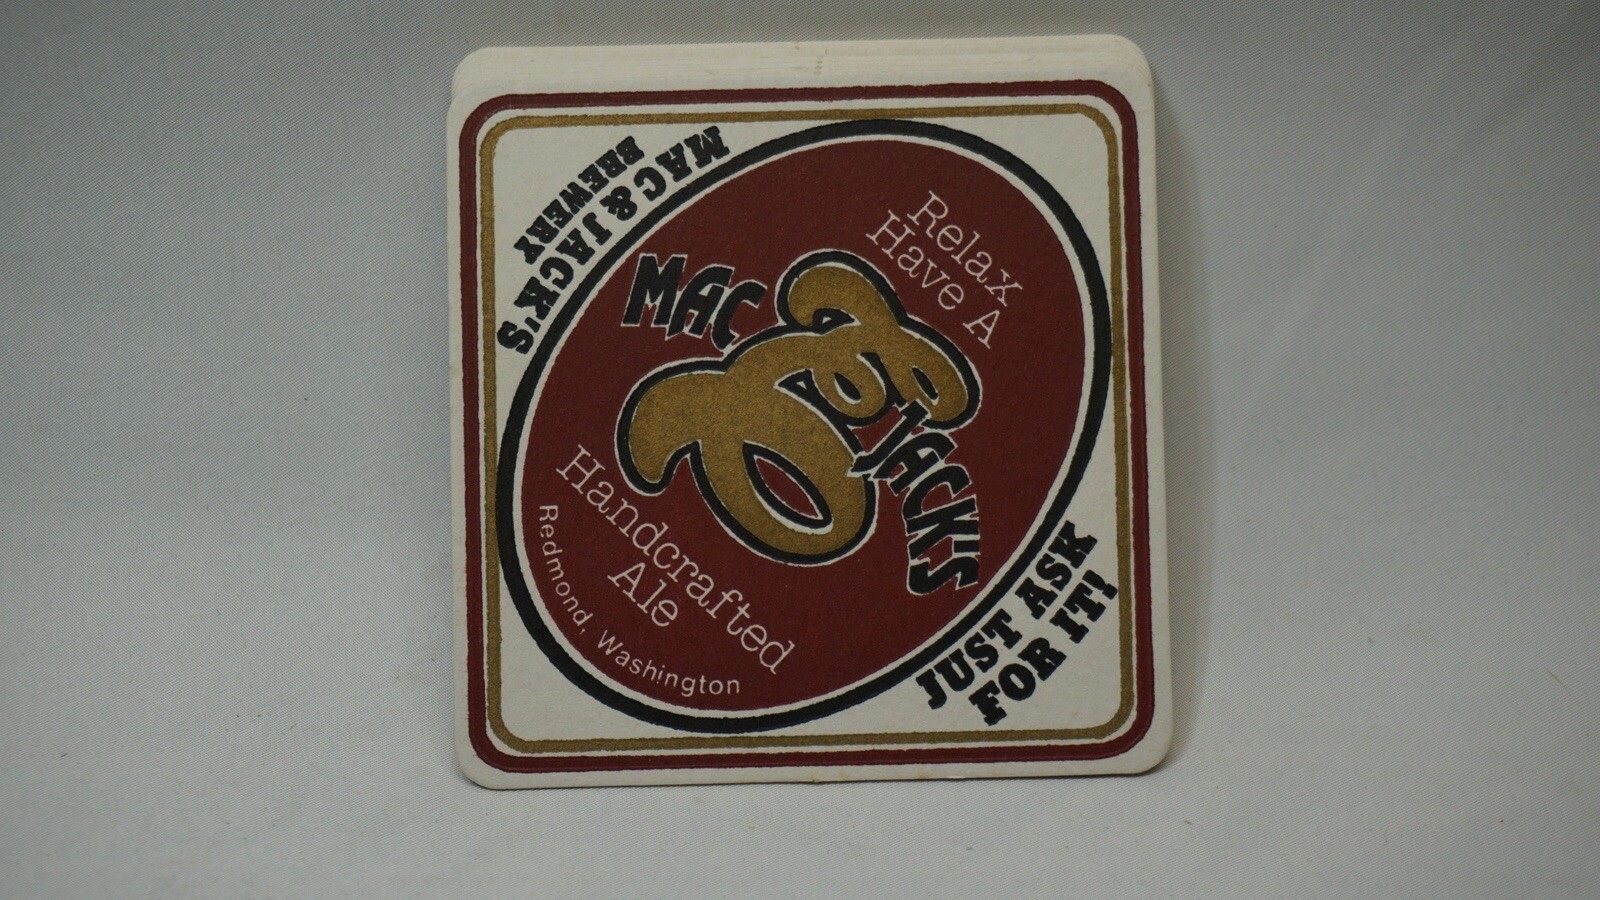 MAC & JACK'S
BREWERY
Relax
Have A
MAC
&
JACK'S
Handcrafted
Ale
Redmond, Washington
JUST ASK
FOR IT!